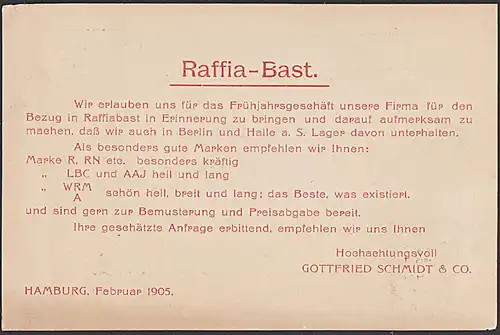 Raffia-Bast.
Wir erlauben uns für das Frühjahrsgeschäft unsere Firma für den
Bezug in Raffiabast in Erinnerung zu bringen und darauf aufmerksam zu
machen, daß wir auch in Berlin und Halle a. S. Lager davon unterhalten.
Als besonders gute Marken empfehlen wir Ihnen:
Marke R, RN etc. besonders kräftig
„ LBC und AAJ hell und lang
„ WRM
A schön hell, breit und lang; das Beste, was existiert,
und sind gern zur Bemusterung und Preisabgabe bereit.
Ihre geschätzte Anfrage erbittend, empfehlen wir uns Ihnen
Hochachtungsvoll
GOTTFRIED SCHMIDT & CO.
HAMBURG, Februar 1905.